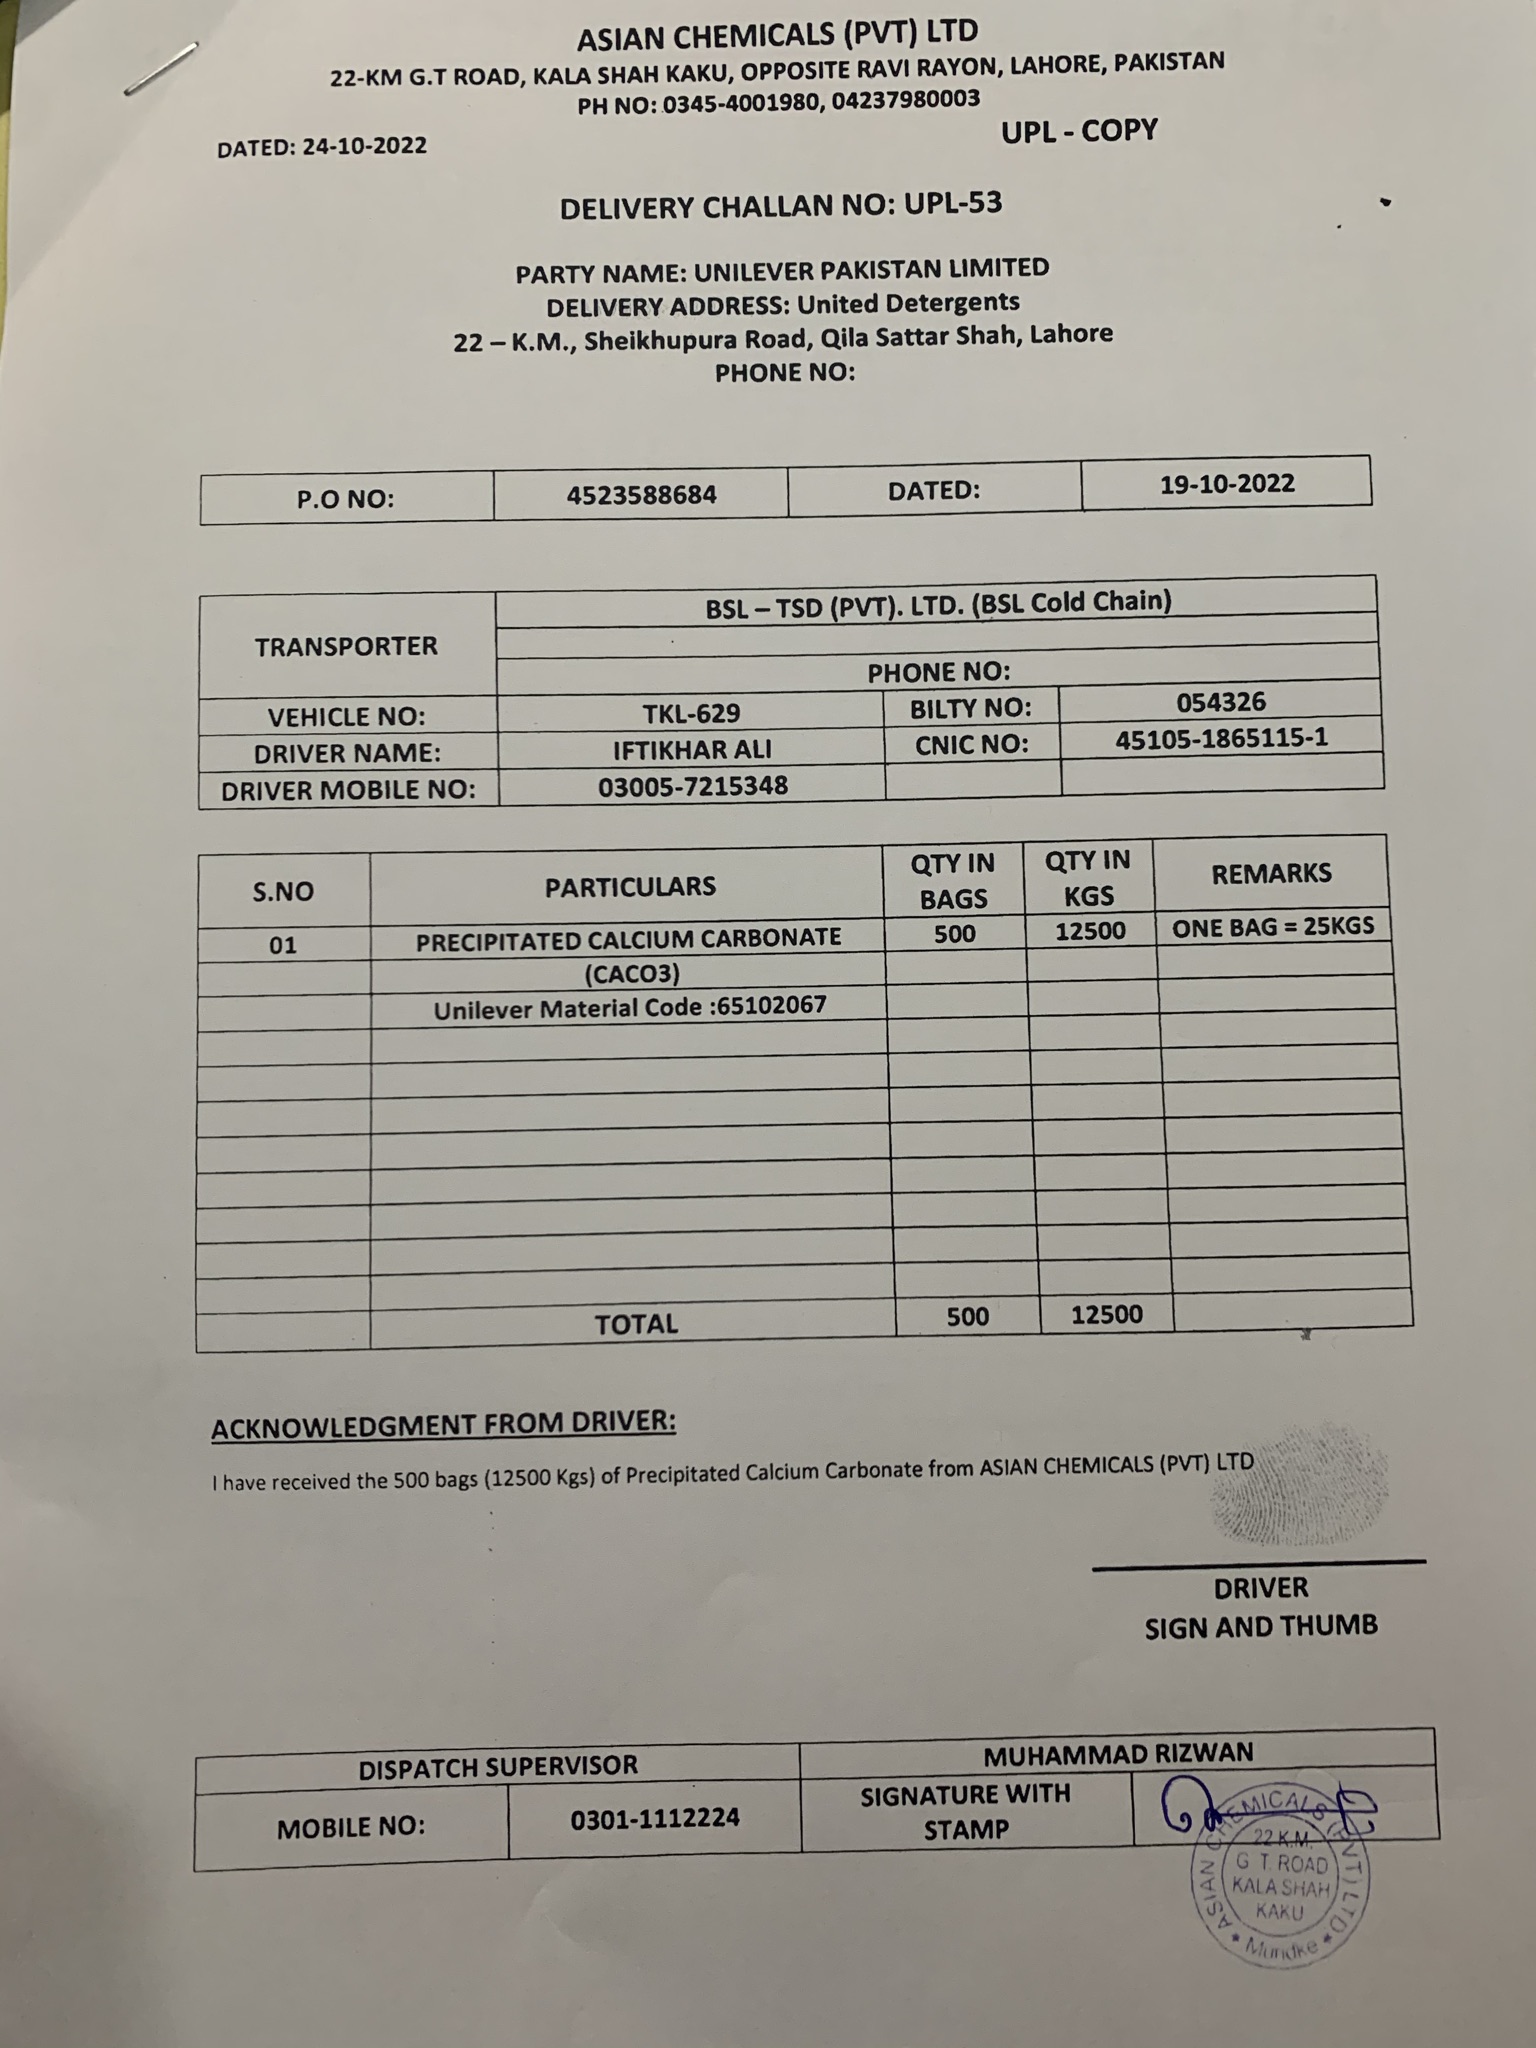 ASIAN CHEMICALS (PVT) LTD
22-KM G.T ROAD, KALA SHAH KAKU, OPPOSITE RAVI RAYON, LAHORE, PAKISTAN
PH NO: 0345-4001980, 04237980003
UPL - COPY
DATED: 24-10-2022
DELIVERY CHALLAN NO: UPL-53
PARTY NAME: UNILEVER PAKISTAN LIMITED
DELIVERY ADDRESS: United Detergents
22 – K.M., Sheikhupura Road, Qila Sattar Shah, Lahore
PHONE NO:
P.O NO: 4523588684 DATED: 19-10-2022
TRANSPORTER BSL – TSD (PVT). LTD. (BSL Cold Chain)
PHONE NO:
VEHICLE NO: TKL-629 BILTY NO: 054326
DRIVER NAME: IFTIKHAR ALI CNIC NO: 45105-1865115-1
DRIVER MOBILE NO: 03005-7215348
S.NO PARTICULARS QTY IN BAGS QTY IN KGS REMARKS
01 PRECIPITATED CALCIUM CARBONATE 500 12500 ONE BAG = 25KGS
(CACO3)
Unilever Material Code :65102067
TOTAL 500 12500
ACKNOWLEDGMENT FROM DRIVER:
I have received the 500 bags (12500 Kgs) of Precipitated Calcium Carbonate from ASIAN CHEMICALS (PVT) LTD
DRIVER
SIGN AND THUMB
DISPATCH SUPERVISOR MUHAMMAD RIZWAN
MOBILE NO: 0301-1112224 SIGNATURE WITH STAMP
ASIAN CHEMICALS (PVT) LTD
22 K.M.
G T. ROAD
KALA SHAH
KAKU